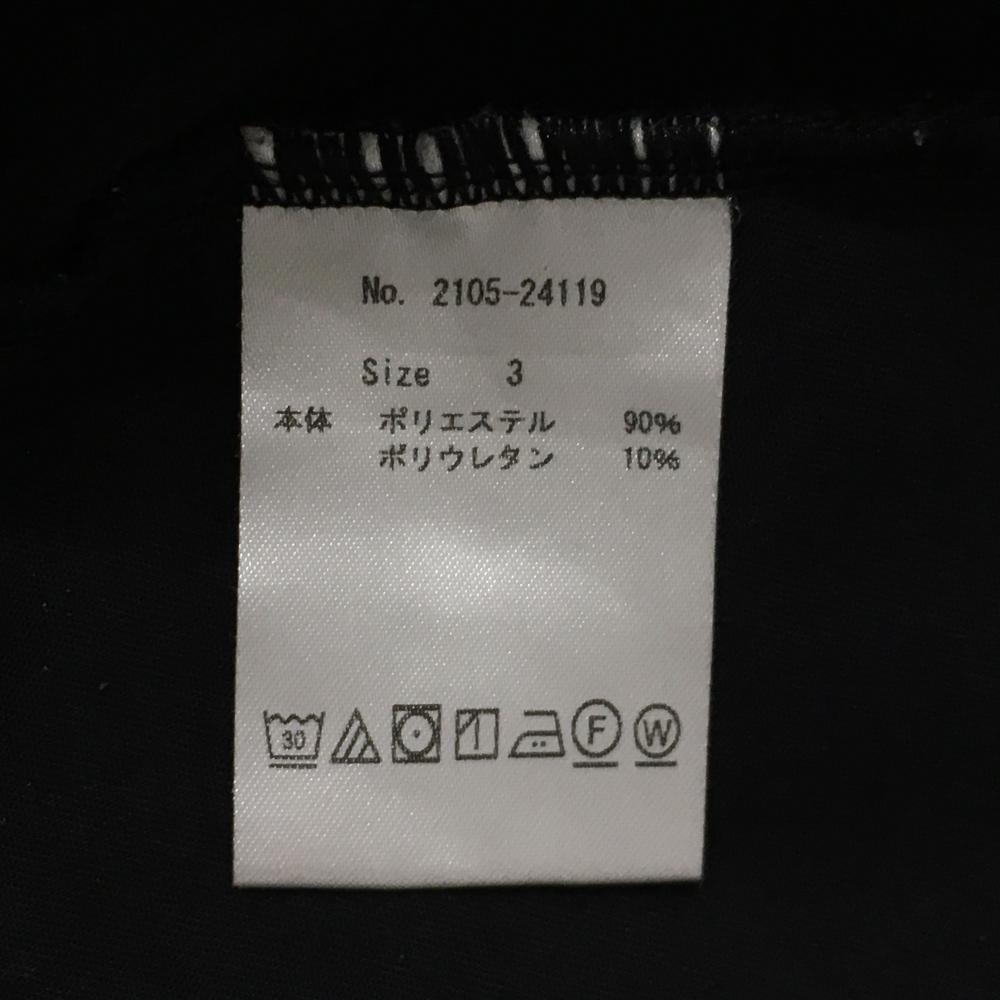 No. 2105-24119
Size 3
本体 ポリエステル 90%
ポリウレタン 10%
30 F W